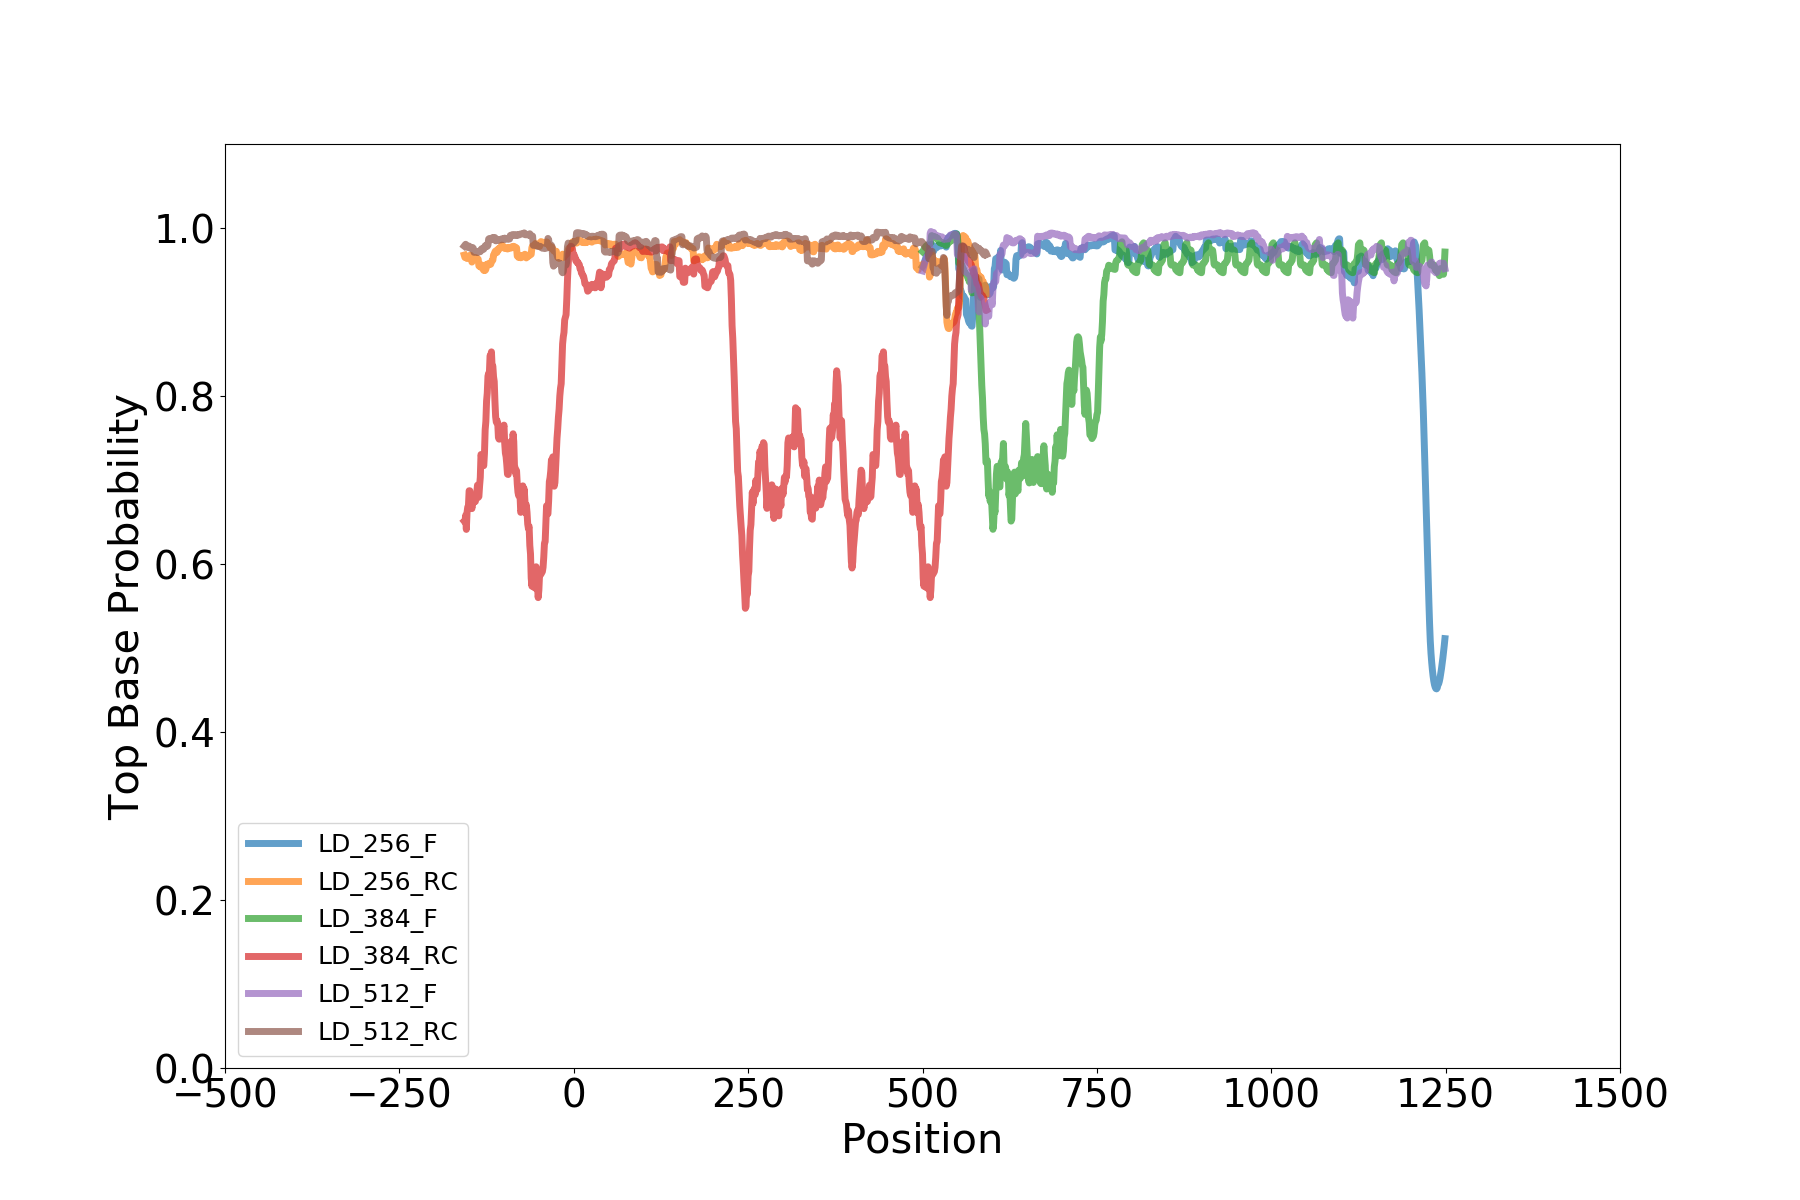 1.0
0.8
0.6
0.4
0.2
0.0
Top Base Probability
LD_256_F
LD_256_RC
LD_384_F
LD_384_RC
LD_512_F
LD_512_RC
−500 −250 0 250 500 750 1000 1250 1500
Position